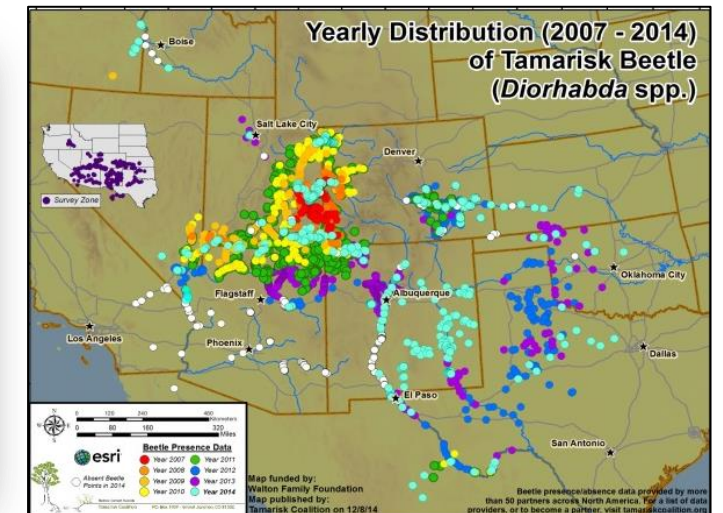 Yearly Distribution (2007 - 2014)
of Tamarisk Beetle
(Diorhabda spp.)
Boise
Salt Lake City
Denver
Survey Zone
Oklahoma City
Flagstaff
Albuquerque
Los Angeles
Phoenix
Dallas
El Paso
San Antonio
Kilometers
Miles
esri
Absent Beetle
Points in 2014
Beetle Presence Data
Year 2007
Year 2011
Year 2008
Year 2012
Year 2009
Year 2013
Year 2010
Year 2014
Map funded by:
Walton Family Foundation
Map published by:
Tamarisk Coalition on 12/8/14
Beetle presence/absence data provided by more
than 50 partners across North America. For a list of data
providers, or to become a partner, visit tamariskcoalition.org